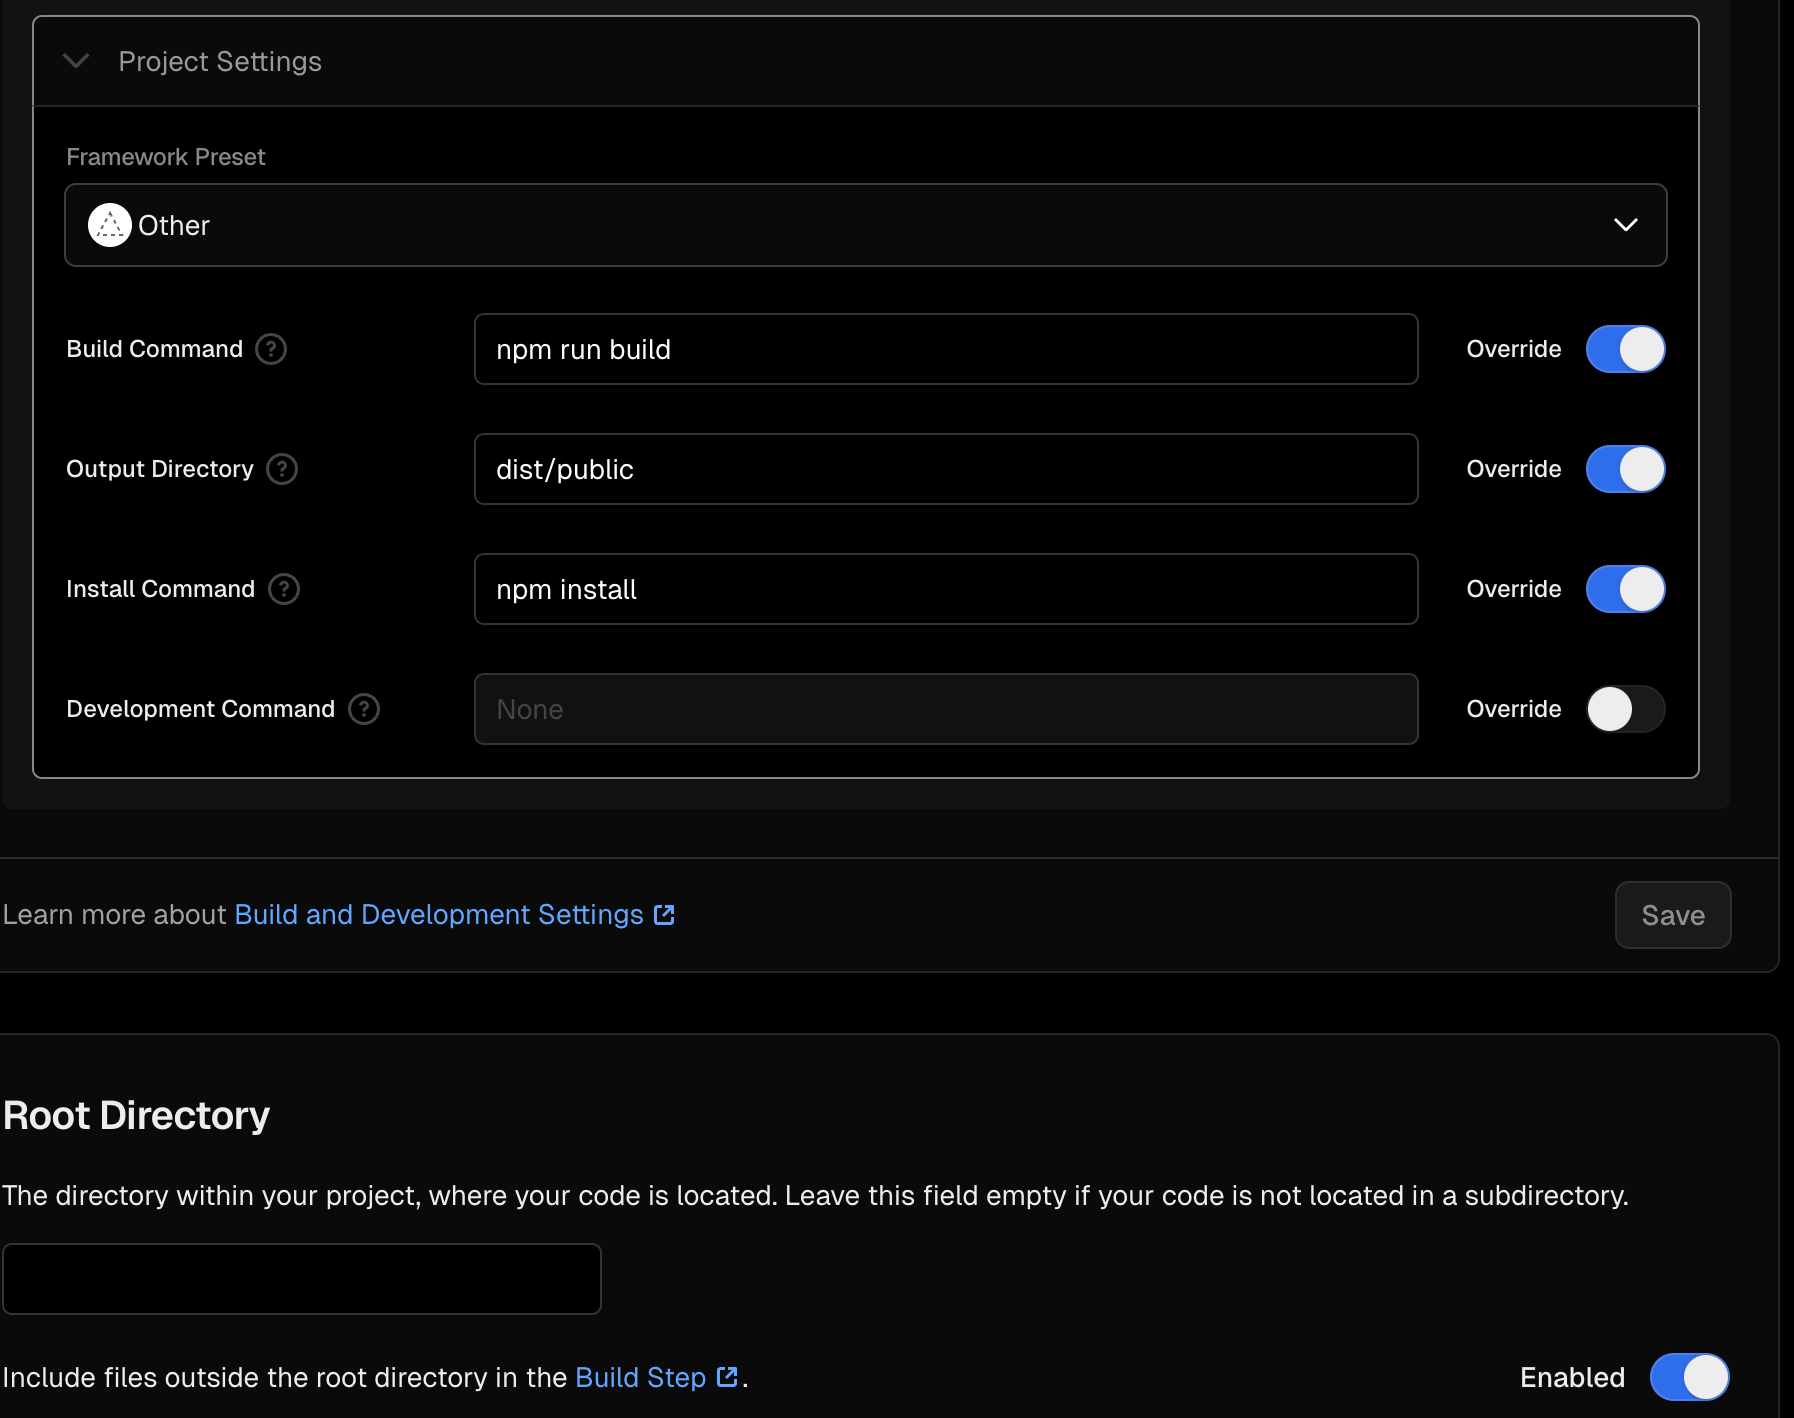 Project Settings
Framework Preset
Other
Build Command ? npm run build Override
Output Directory ? dist/public Override
Install Command ? npm install Override
Development Command ? None Override
Learn more about Build and Development Settings Save
Root Directory
The directory within your project, where your code is located. Leave this field empty if your code is not located in a subdirectory.
Include files outside the root directory in the Build Step . Enabled